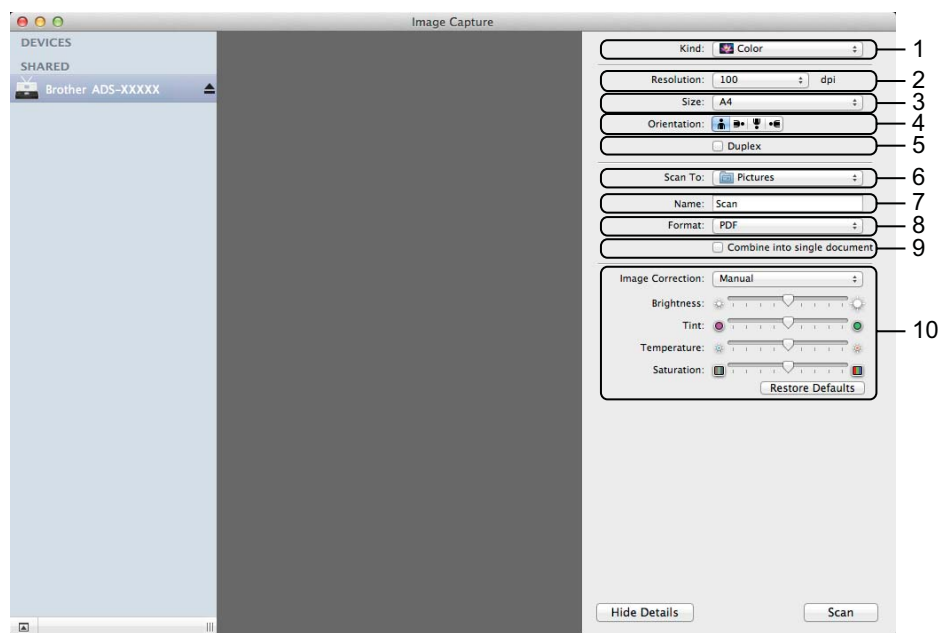 Image Capture
DEVICES
SHARED
Brother ADS-XXXXX
Kind: Color 1
Resolution: 100 dpi 2
Size: A4 3
Orientation: 4
Duplex 5
Scan To: Pictures 6
Name: Scan 7
Format: PDF 8
Combine into single document 9
Image Correction: Manual
Brightness:
Tint: 10
Temperature:
Saturation:
Restore Defaults
Hide Details Scan